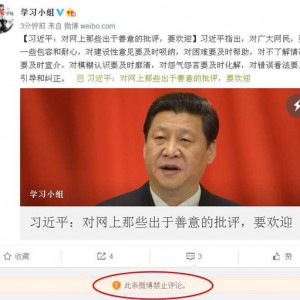 学习小组
3分钟前 来自 微博 weibo.com
【习近平：对网上那些出于善意的批评，要欢迎】习近平指出，对广大网民，要多
一些包容和耐心，对建设性意见要及时吸纳，对困难要及时帮助，对不了解情况
要及时宣介，对模糊认识要及时廓清，对怨气怨言要及时化解，对错误看法要及
引导和纠正。 习近平：对网上那些出于善意的批评，要欢迎
学习小组
习近平：对网上那些出于善意的批评，要欢迎
收藏 4 3
此条微博禁止评论。